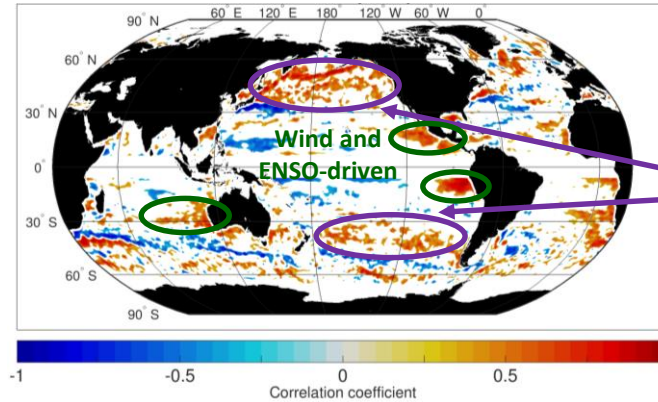 60° E 120° E 180° 120° W 60° W 0°
90° N
60° N
30° N
Wind and
0°
ENSO-driven
30° S
60° S
90° S
-1 -0.5 0 0.5
Correlation coefficient